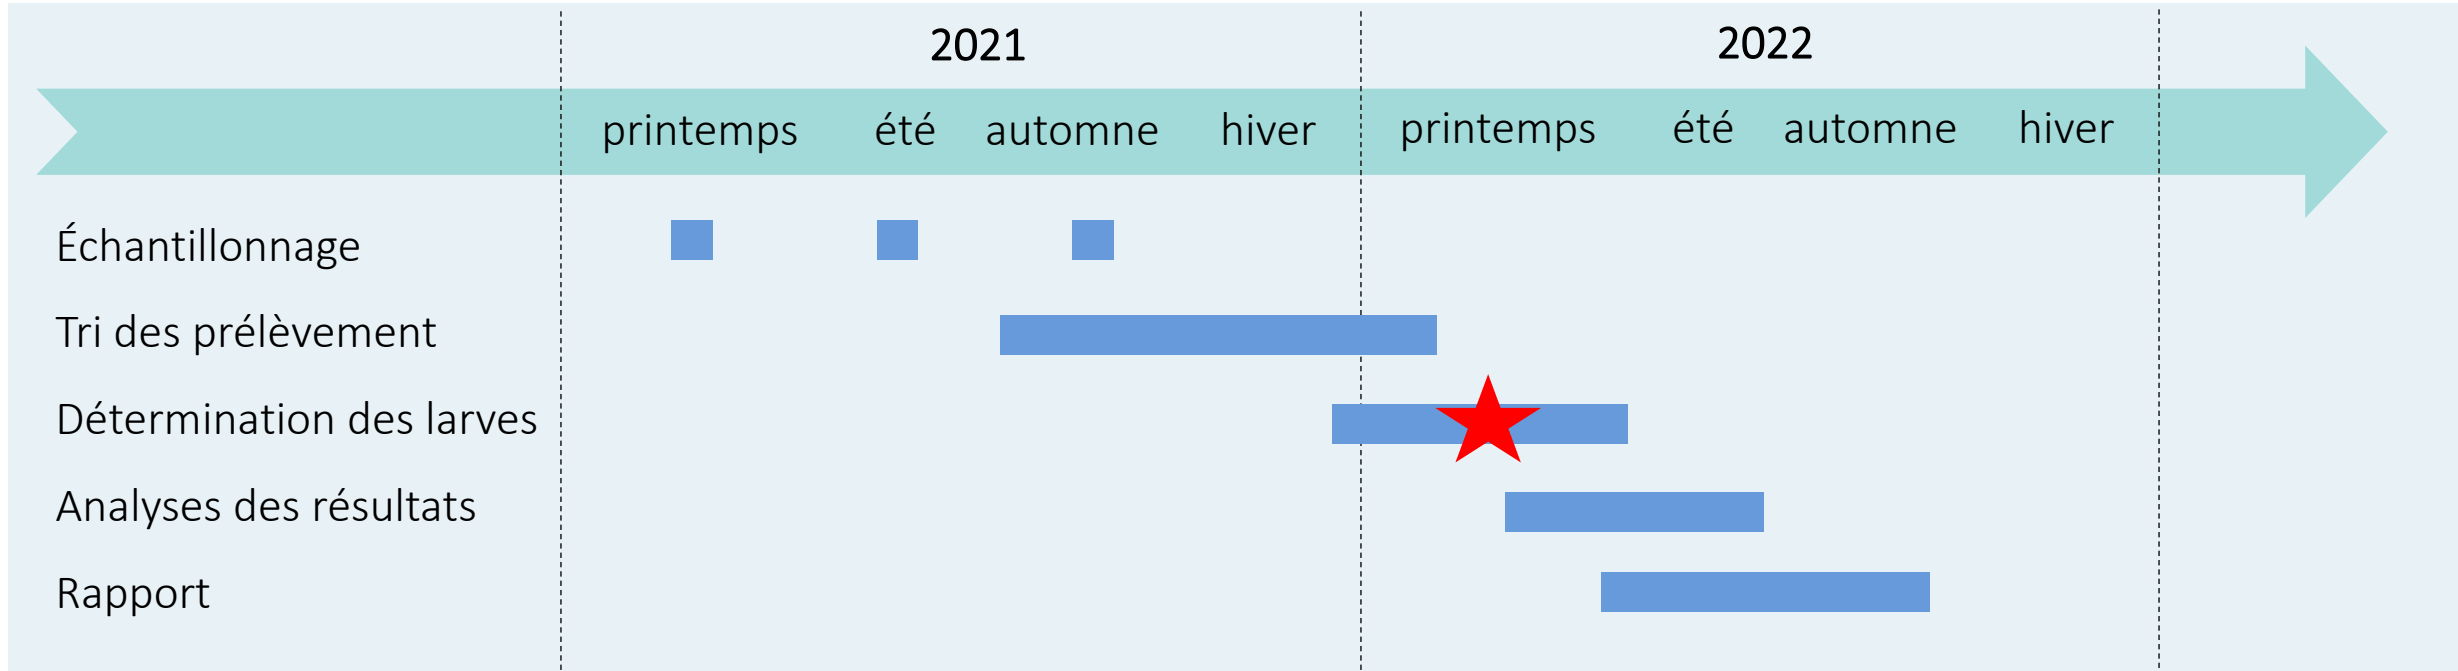 2021 2022
printemps été automne hiver printemps été automne hiver
Échantillonnage
Tri des prélèvement
Détermination des larves
Analyses des résultats
Rapport